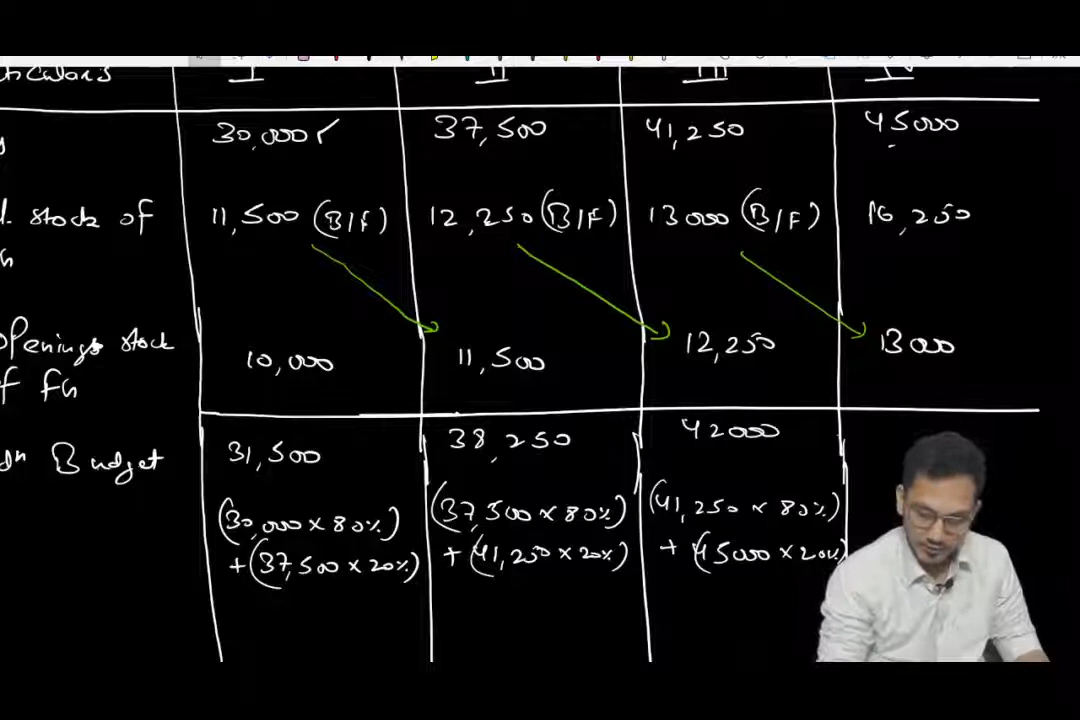 I II III IV
30,000 37,500 41,250 45000
stock of 11,500 (B/F) 12,250 (B/F) 13000 (B/F) 16,250
Opening stock 10,000 11,500 12,250 13000
of FG
Budget 31,500 38,250 42000
(30,000 x 80%) (37,500 x 80%) (41,250 x 80%)
+ (37,500 x 20%) + (41,250 x 20%) + (45000 x 20%